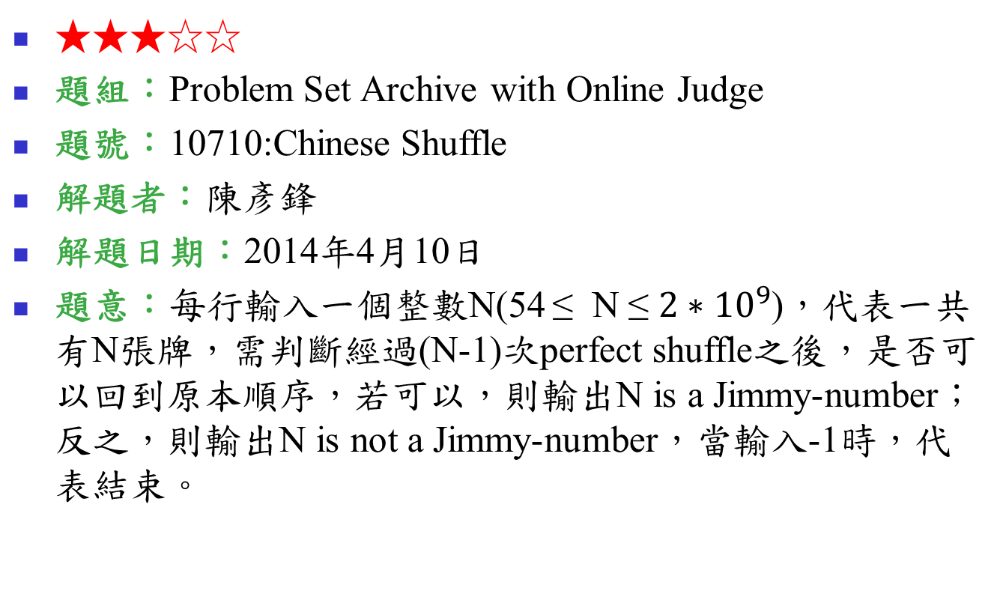 ★★★☆☆
題組：Problem Set Archive with Online Judge
題號：10710:Chinese Shuffle
解題者：陳彥鋒
解題日期：2014年4月10日
題意：每行輸入一個整數N(54 ≤ N ≤ 2 ∗ 10⁹)，代表一共
有N張牌，需判斷經過(N-1)次perfect shuffle之後，是否可
以回到原本順序，若可以，則輸出N is a Jimmy-number；
反之，則輸出N is not a Jimmy-number，當輸入-1時，代
表結束。